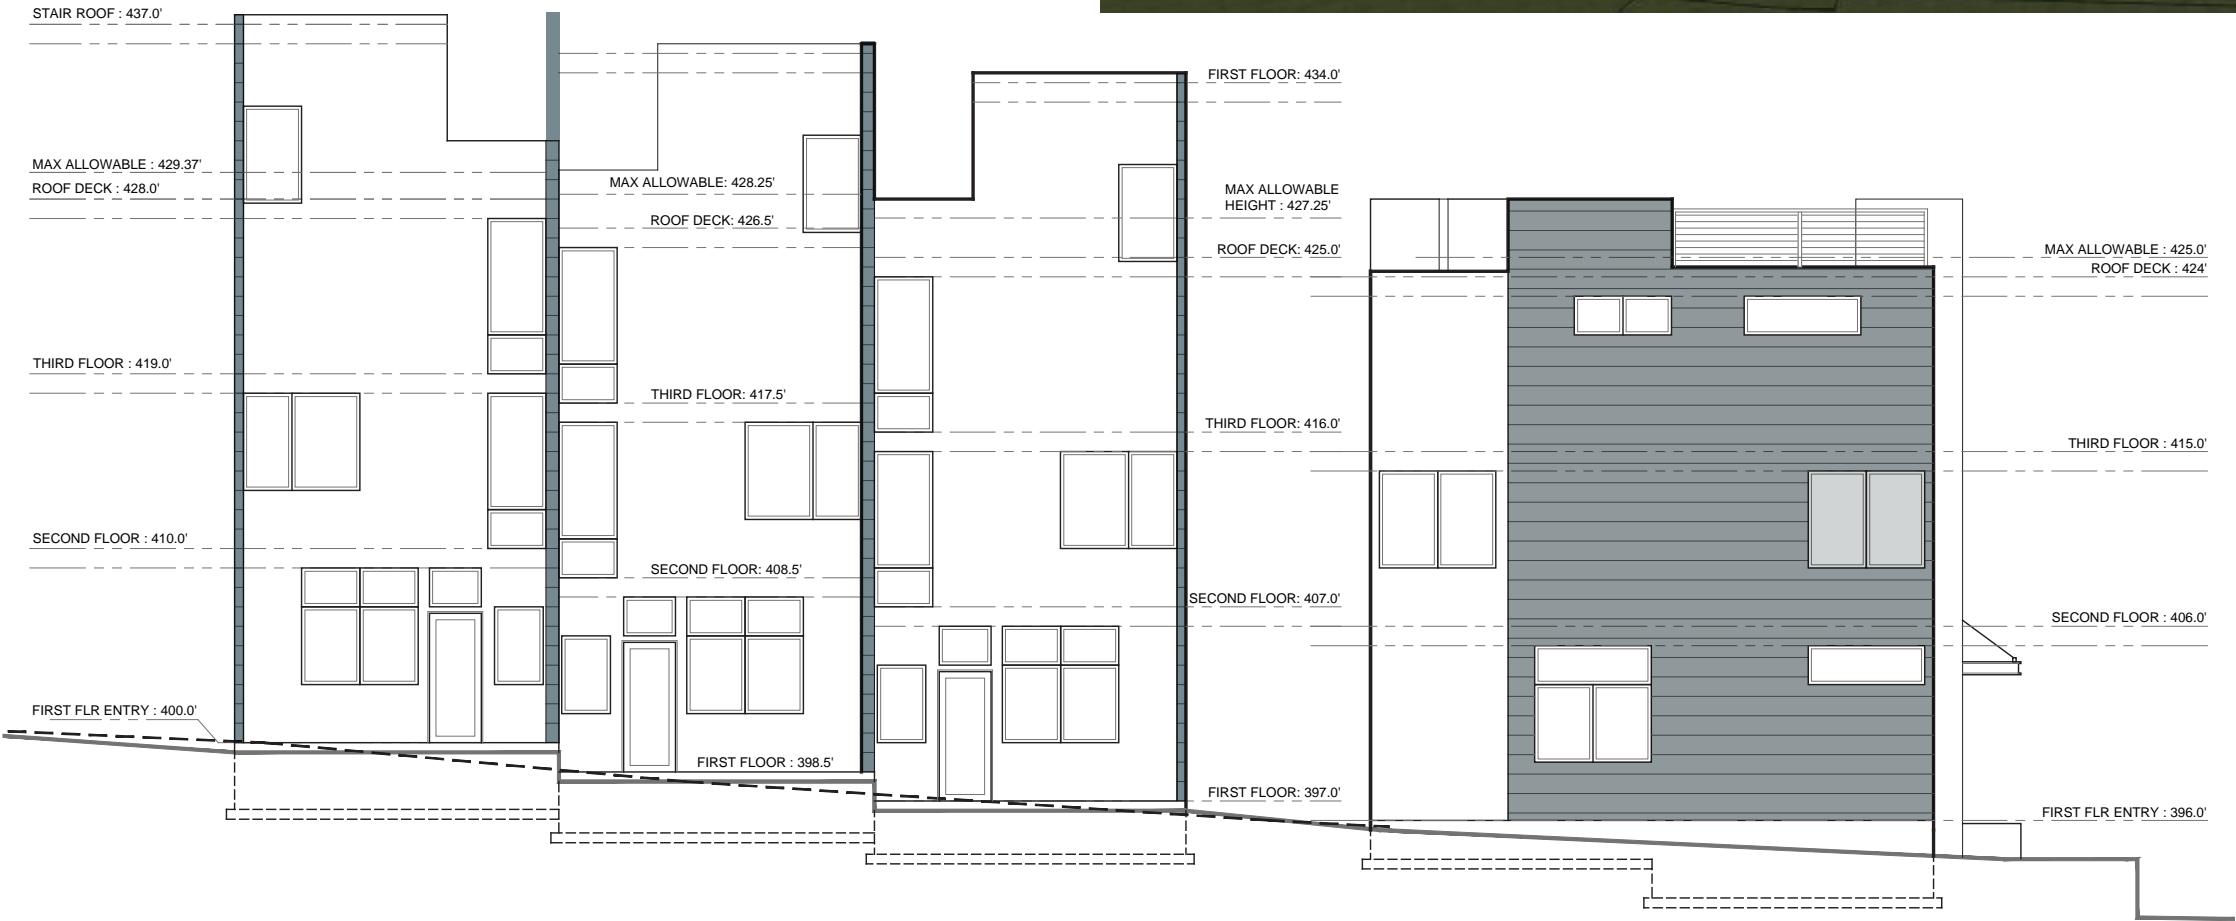 STAIR ROOF : 437.0'
MAX ALLOWABLE : 429.37'
ROOF DECK : 428.0'
THIRD FLOOR : 419.0'
SECOND FLOOR : 410.0'
FIRST FLR ENTRY : 400.0'
MAX ALLOWABLE: 428.25'
ROOF DECK: 426.5'
THIRD FLOOR: 417.5'
SECOND FLOOR: 408.5'
FIRST FLOOR : 398.5'
FIRST FLOOR: 434.0'
MAX ALLOWABLE
HEIGHT : 427.25'
ROOF DECK: 425.0'
THIRD FLOOR: 416.0'
SECOND FLOOR: 407.0'
FIRST FLOOR: 397.0'
MAX ALLOWABLE : 425.0'
ROOF DECK : 424'
THIRD FLOOR : 415.0'
SECOND FLOOR : 406.0'
FIRST FLR ENTRY : 396.0'